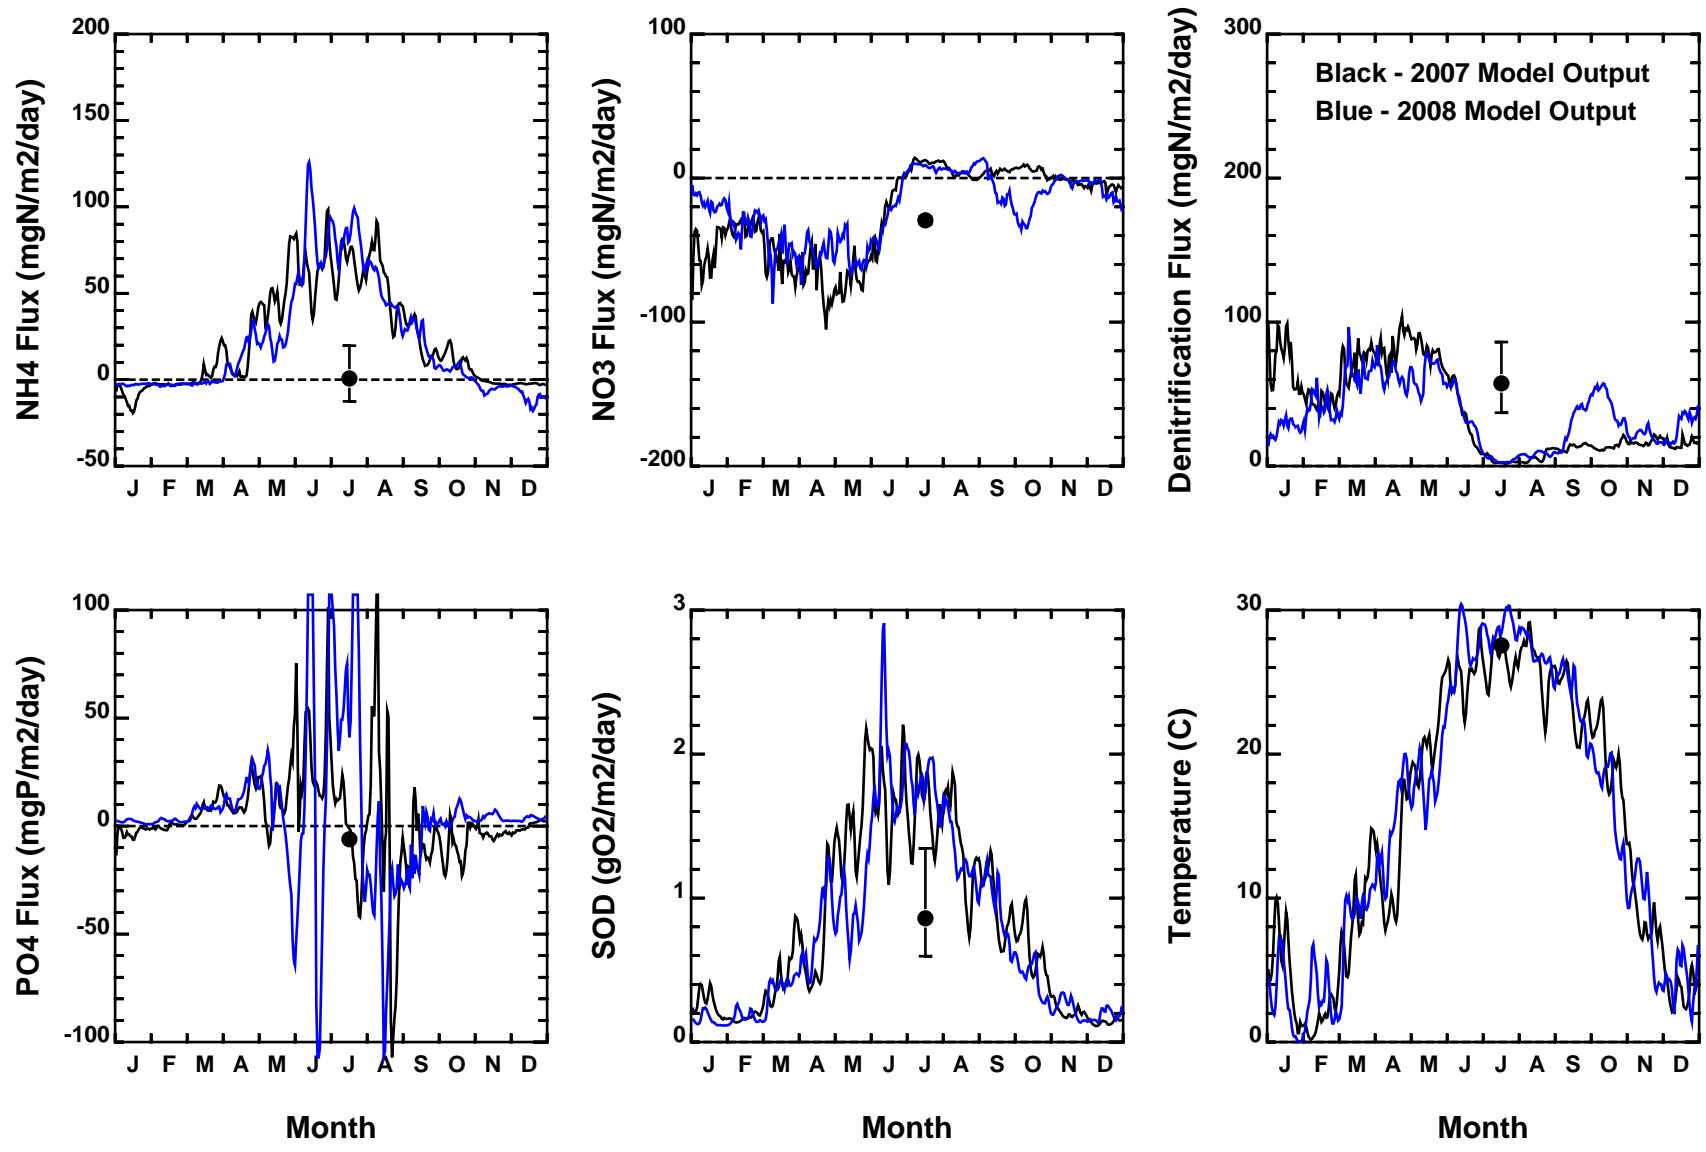 NH4 Flux (mgN/m2/day)
200
150
100
50
0
-50
J F M A M J J A S O N D
NO3 Flux (mgN/m2/day)
100
0
-100
-200
J F M A M J J A S O N D
Denitrification Flux (mgN/m2/day)
300
200
100
0
Black - 2007 Model Output
Blue - 2008 Model Output
J F M A M J J A S O N D
PO4 Flux (mgP/m2/day)
100
50
0
-50
-100
J F M A M J J A S O N D
Month
SOD (gO2/m2/day)
3
2
1
0
J F M A M J J A S O N D
Month
Temperature (C)
30
20
10
0
J F M A M J J A S O N D
Month